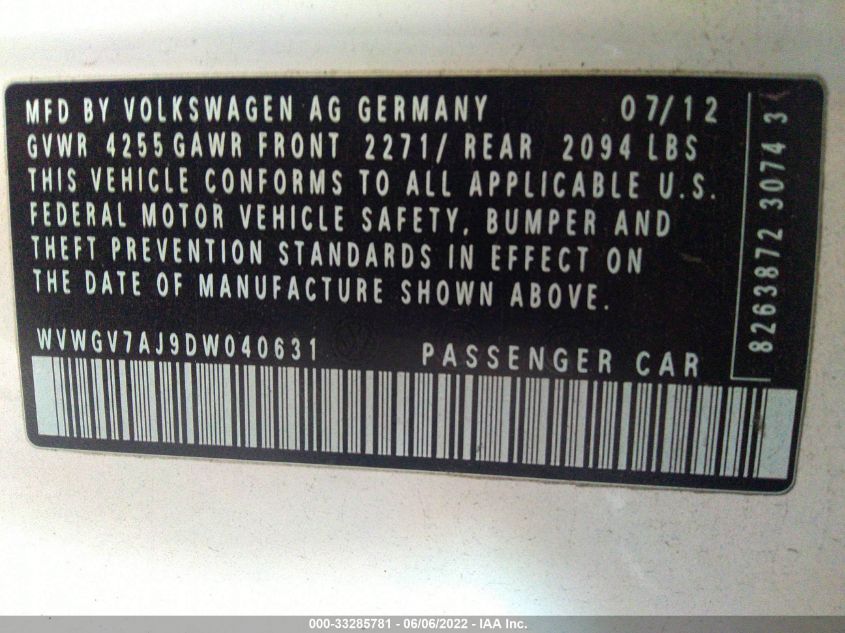 MFD BY VOLKSWAGEN AG GERMANY 07/12
GVWR 4255 GAWR FRONT 2271/ REAR 2094 LBS
THIS VEHICLE CONFORMS TO ALL APPLICABLE U.S.
FEDERAL MOTOR VEHICLE SAFETY, BUMPER AND
THEFT PREVENTION STANDARDS IN EFFECT ON
THE DATE OF MANUFACTURE SHOWN ABOVE.
WVWGV7AJ9DW040631 PASSENGER CAR
8263872 3074 3
000-33285781 - 06/06/2022 - IAA Inc.